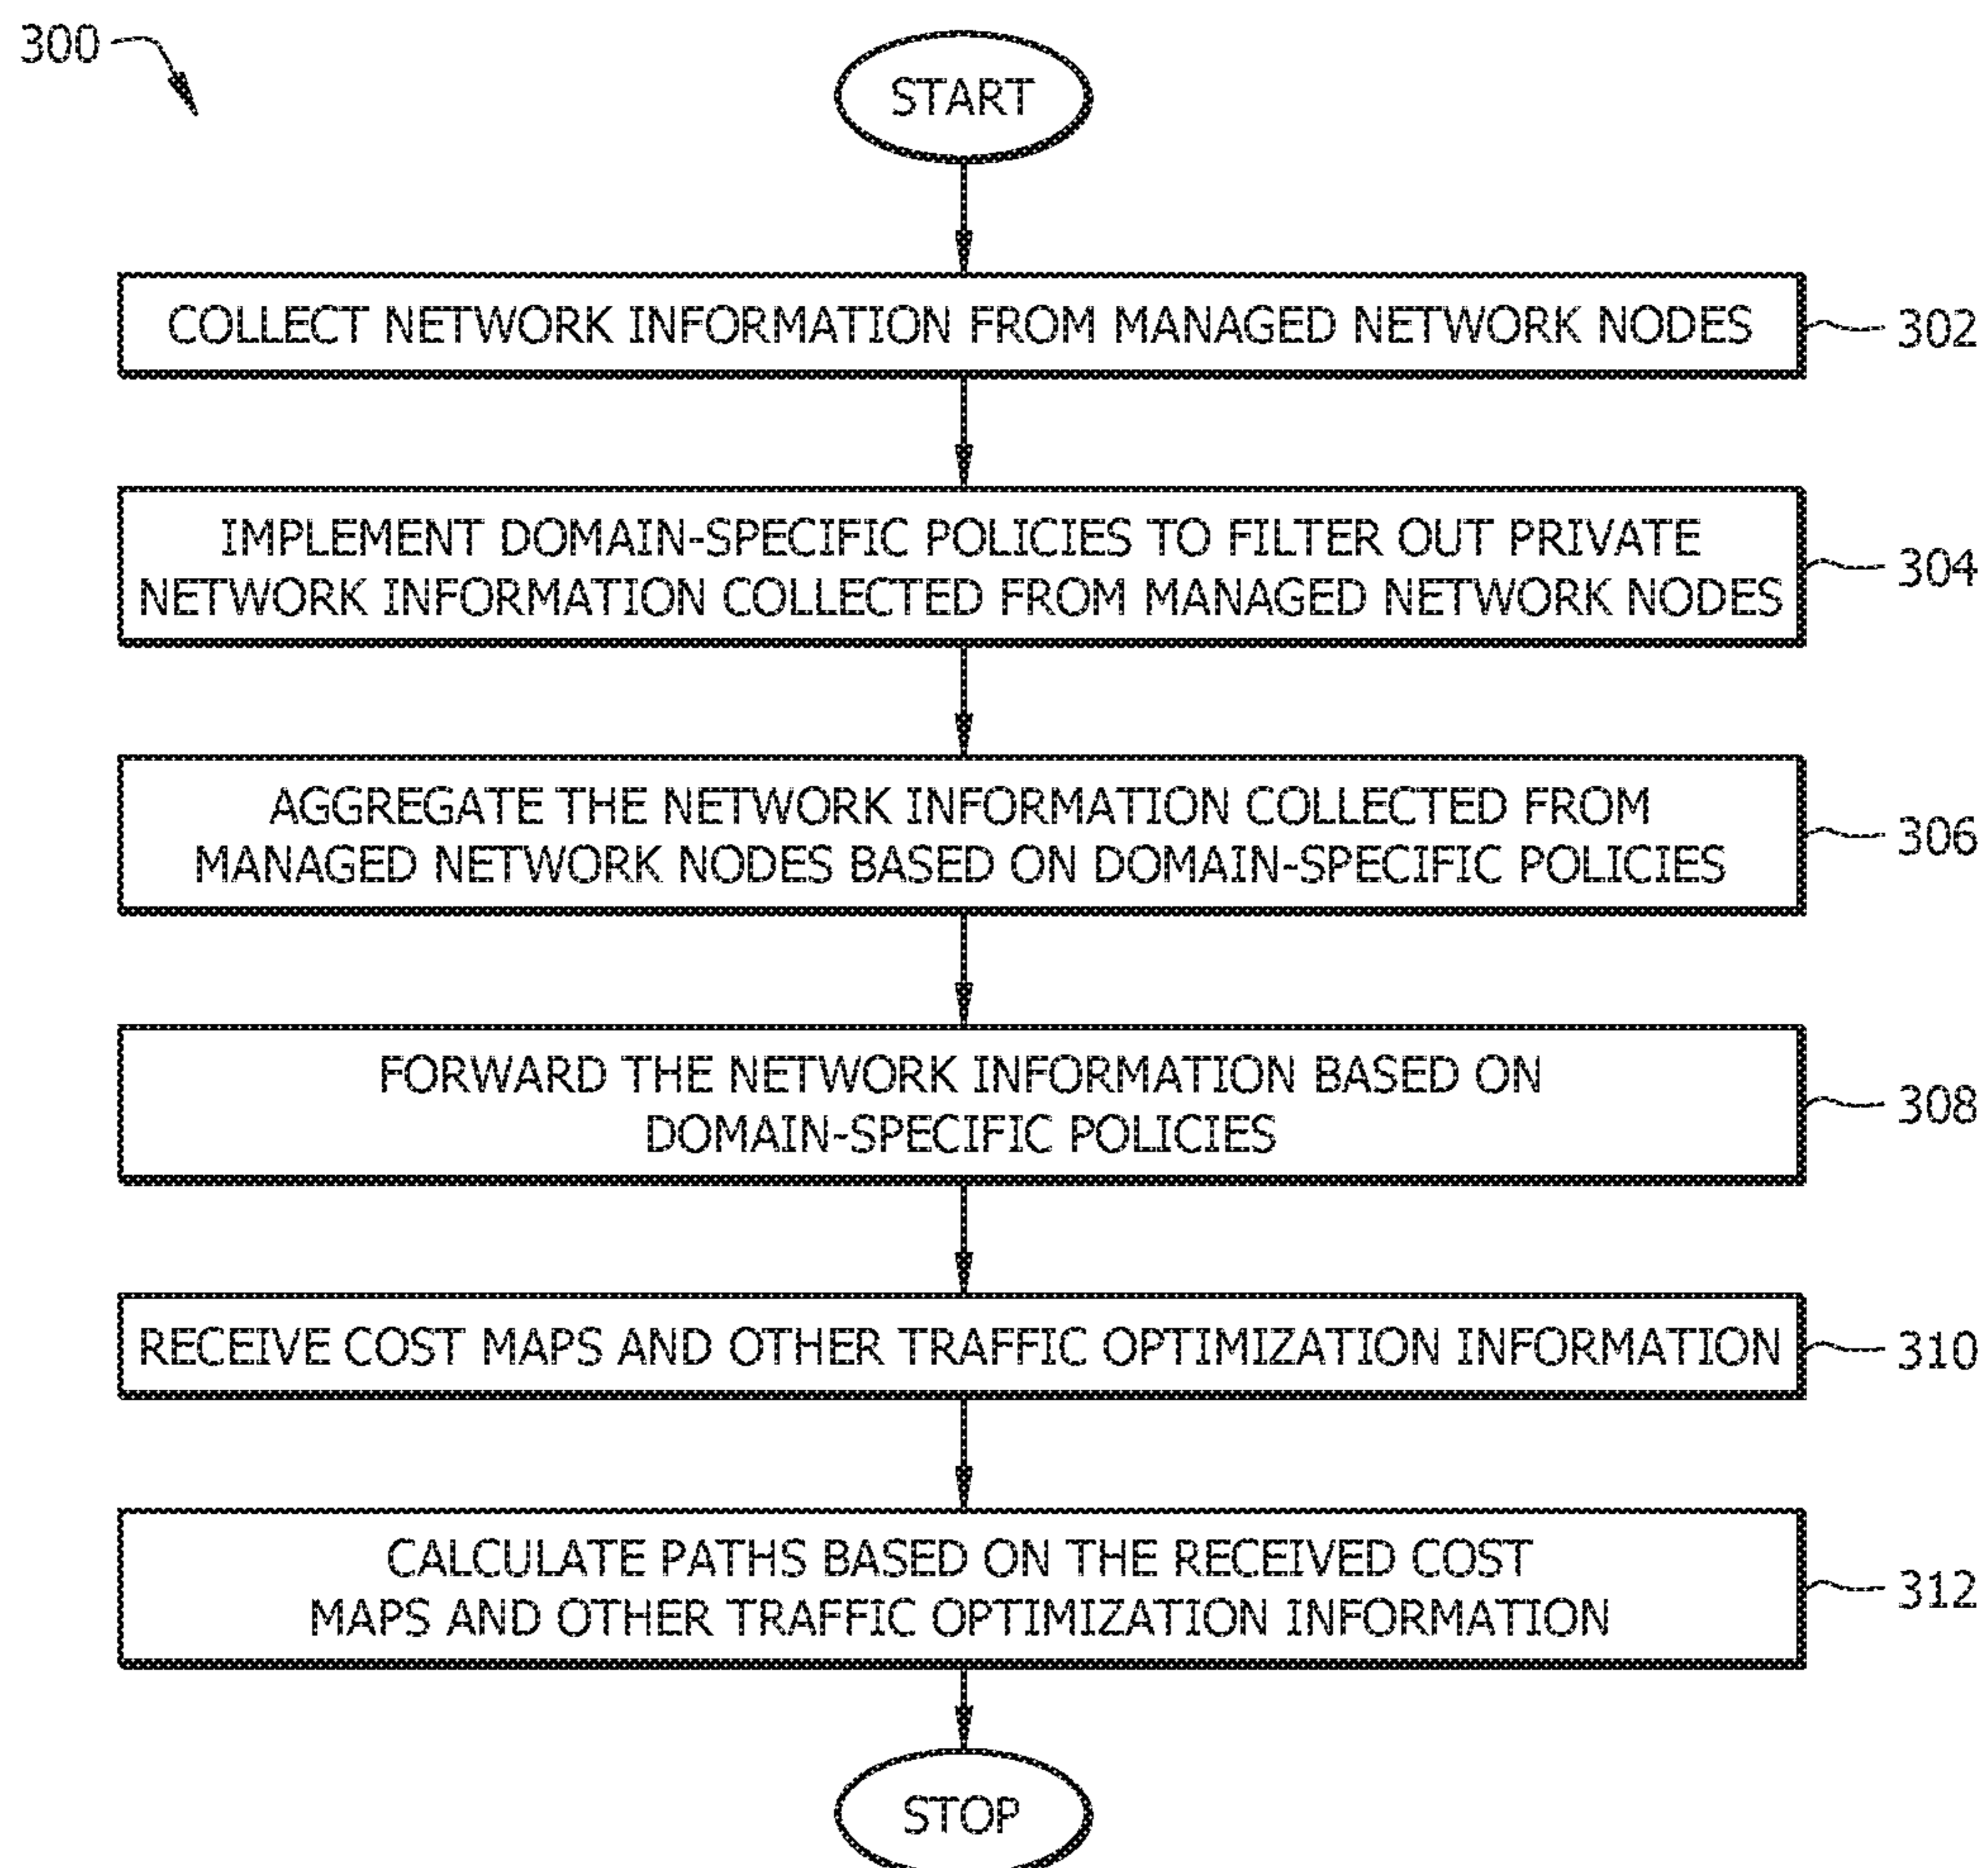 300
START
COLLECT NETWORK INFORMATION FROM MANAGED NETWORK NODES
302
IMPLEMENT DOMAIN-SPECIFIC POLICIES TO FILTER OUT PRIVATE
NETWORK INFORMATION COLLECTED FROM MANAGED NETWORK NODES
304
AGGREGATE THE NETWORK INFORMATION COLLECTED FROM
MANAGED NETWORK NODES BASED ON DOMAIN-SPECIFIC POLICIES
306
FORWARD THE NETWORK INFORMATION BASED ON
DOMAIN-SPECIFIC POLICIES
308
RECEIVE COST MAPS AND OTHER TRAFFIC OPTIMIZATION INFORMATION
310
CALCULATE PATHS BASED ON THE RECEIVED COST
MAPS AND OTHER TRAFFIC OPTIMIZATION INFORMATION
312
STOP